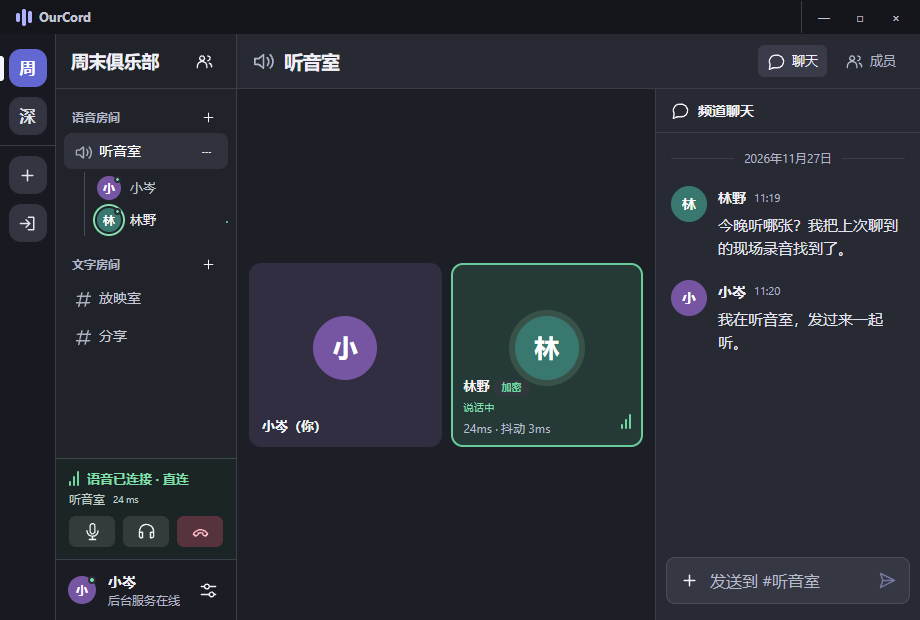 OurCord
周
深
周末俱乐部
语音房间
听音室
小 小岑
林 林野
文字房间
# 放映室
# 分享
语音已连接 · 直连
听音室 24 ms
小 小岑
后台服务在线
听音室
聊天
成员
小
小岑（你）
林
林野 加密
说话中
24ms · 抖动 3ms
频道聊天
2026年11月27日
林 林野 11:19
今晚听哪张？我把上次聊到
的现场录音找到了。
小 小岑 11:20
我在听音室，发过来一起
听。
发送到 #听音室